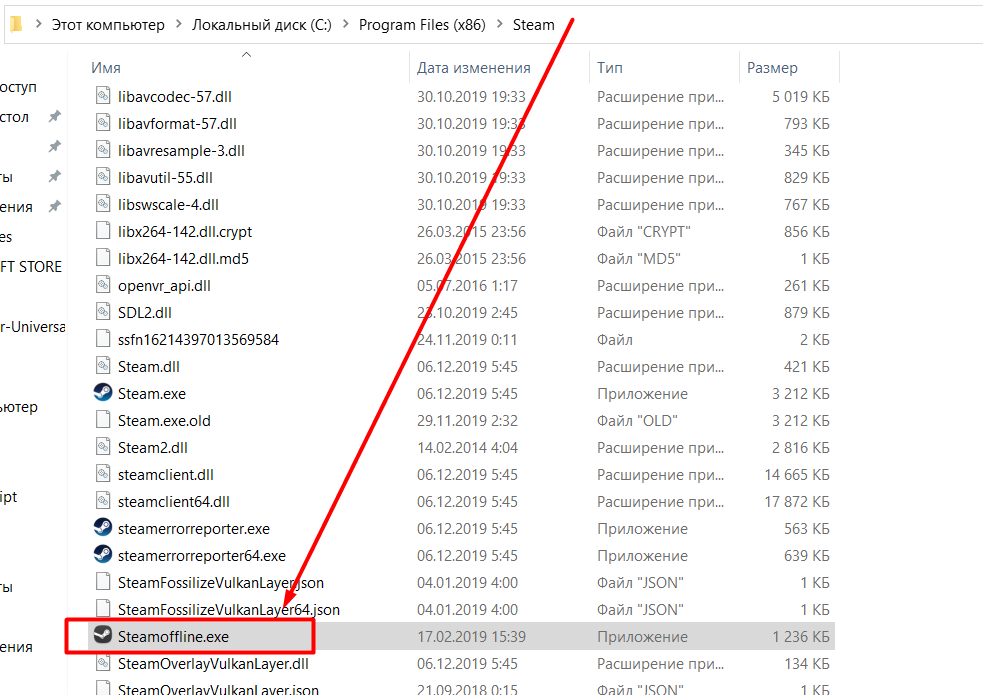 Этот компьютер > Локальный диск (C:) > Program Files (x86) > Steam
Имя Дата изменения Тип Размер
libavcodec-57.dll 30.10.2019 19:33 Расширение при... 5 019 КБ
оступ
libavformat-57.dll 30.10.2019 19:33 Расширение при... 793 КБ
стол
libavresample-3.dll 30.10.2019 19:33 Расширение при... 345 КБ
libavutil-55.dll 30.10.2019 19:33 Расширение при... 829 КБ
ты
libswscale-4.dll 30.10.2019 19:33 Расширение при... 767 КБ
ения
libx264-142.dll.crypt 26.03.2015 23:56 Файл "CRYPT" 856 КБ
es
libx264-142.dll.md5 26.03.2015 23:56 Файл "MD5" 1 КБ
FT STORE
openvr_api.dll 05.07.2016 1:17 Расширение при... 261 КБ
SDL2.dll 23.10.2019 2:45 Расширение при... 879 КБ
r-Universa
ssfn16214397013569584 24.11.2019 0:11 Файл 2 КБ
Steam.dll 06.12.2019 5:45 Расширение при... 421 КБ
Steam.exe 06.12.2019 5:45 Приложение 3 212 КБ
ьютер
Steam.exe.old 29.11.2019 2:32 Файл "OLD" 3 212 КБ
Steam2.dll 14.02.2014 4:04 Расширение при... 2 816 КБ
steamclient.dll 06.12.2019 5:45 Расширение при... 14 665 КБ
ipt
steamclient64.dll 06.12.2019 5:45 Расширение при... 17 872 КБ
steamerrorreporter.exe 06.12.2019 5:45 Приложение 563 КБ
steamerrorreporter64.exe 06.12.2019 5:45 Приложение 639 КБ
SteamFossilizeVulkanLayer.json 04.01.2019 4:00 Файл "JSON" 1 КБ
ты
SteamFossilizeVulkanLayer64.json 04.01.2019 4:00 Файл "JSON" 1 КБ
Steamoffline.exe 17.02.2019 15:39 Приложение 1 236 КБ
ения
SteamOverlayVulkanLayer.dll 06.12.2019 5:45 Расширение при... 134 КБ
SteamOverlayVulkanLayer.json 21.09.2018 0:15 Файл "JSON" 1 КБ